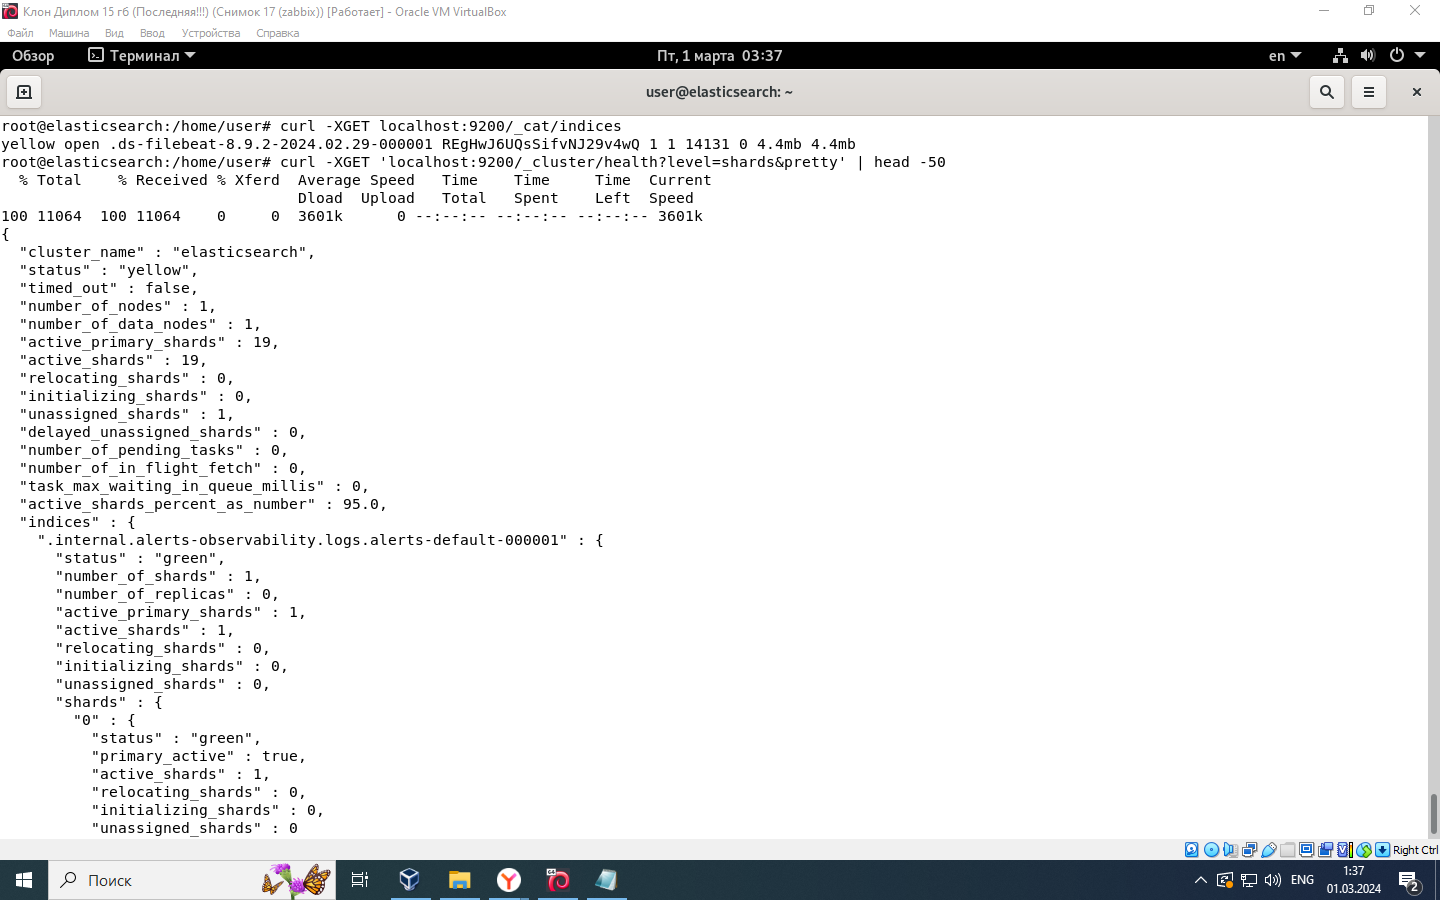 Клон Диплом 15 гб (Последняя!!!) (Снимок 17 (zabbix)) [Работает] - Oracle VM VirtualBox
Файл Машина Вид Ввод Устройства Справка
Обзор Терминал Пт, 1 марта 03:37 en
user@elasticsearch: ~
root@elasticsearch:/home/user# curl -XGET localhost:9200/_cat/indices
yellow open .ds-filebeat-8.9.2-2024.02.29-000001 REgHwJ6UQsSifvNJ29v4wQ 1 1 14131 0 4.4mb 4.4mb
root@elasticsearch:/home/user# curl -XGET 'localhost:9200/_cluster/health?level=shards&pretty' | head -50
  % Total    % Received % Xferd  Average Speed   Time    Time     Time  Current
                                 Dload  Upload   Total   Spent    Left  Speed
100 11064  100 11064    0     0  3601k      0 --:--:-- --:--:-- --:--:-- 3601k
{
  "cluster_name" : "elasticsearch",
  "status" : "yellow",
  "timed_out" : false,
  "number_of_nodes" : 1,
  "number_of_data_nodes" : 1,
  "active_primary_shards" : 19,
  "active_shards" : 19,
  "relocating_shards" : 0,
  "initializing_shards" : 0,
  "unassigned_shards" : 1,
  "delayed_unassigned_shards" : 0,
  "number_of_pending_tasks" : 0,
  "number_of_in_flight_fetch" : 0,
  "task_max_waiting_in_queue_millis" : 0,
  "active_shards_percent_as_number" : 95.0,
  "indices" : {
    ".internal.alerts-observability.logs.alerts-default-000001" : {
      "status" : "green",
      "number_of_shards" : 1,
      "number_of_replicas" : 0,
      "active_primary_shards" : 1,
      "active_shards" : 1,
      "relocating_shards" : 0,
      "initializing_shards" : 0,
      "unassigned_shards" : 0,
      "shards" : {
        "0" : {
          "status" : "green",
          "primary_active" : true,
          "active_shards" : 1,
          "relocating_shards" : 0,
          "initializing_shards" : 0,
          "unassigned_shards" : 0
Right Ctrl
Поиск
ENG
1:37
01.03.2024
2